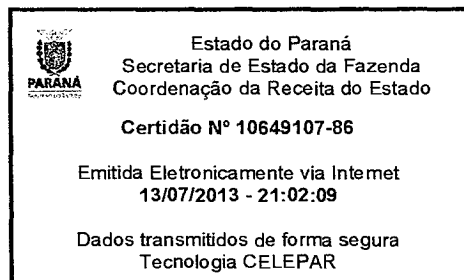 Estado do Paraná
Secretaria de Estado da Fazenda
Coordenação da Receita do Estado
PARANÁ
Certidão Nº 10649107-86
Emitida Eletronicamente via Internet
13/07/2013 - 21:02:09
Dados transmitidos de forma segura
Tecnologia CELEPAR